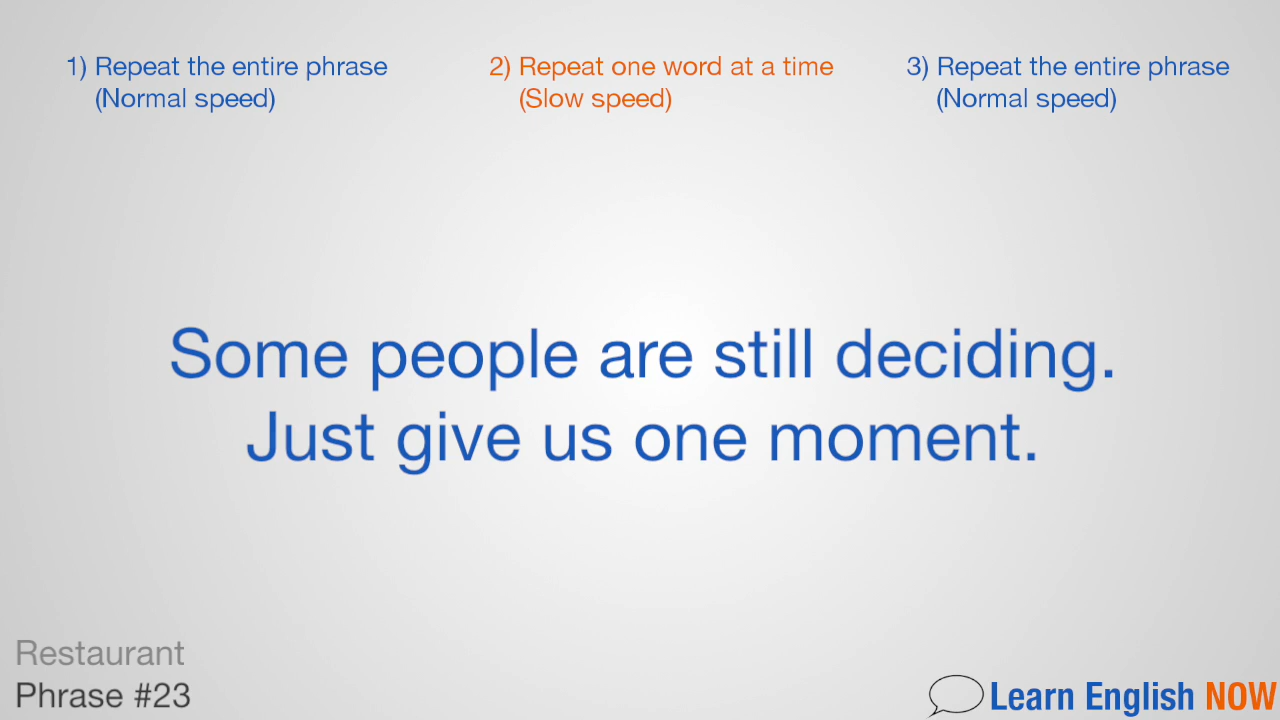 1) Repeat the entire phrase
(Normal speed)
2) Repeat one word at a time
(Slow speed)
3) Repeat the entire phrase
(Normal speed)
Some people are still deciding.
Just give us one moment.
Restaurant
Phrase #23
Learn English NOW